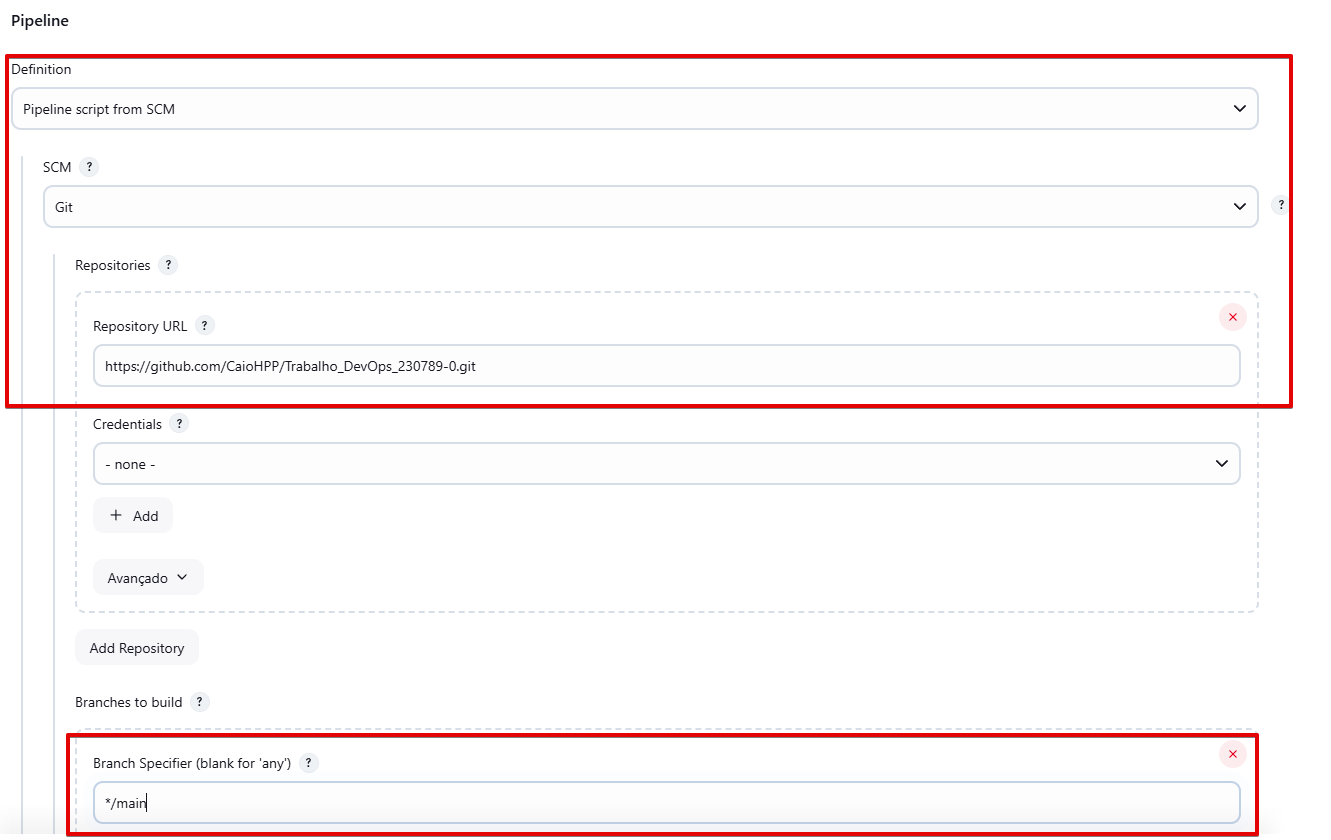 Pipeline
Definition
Pipeline script from SCM
SCM ?
Git
?
Repositories ?
Repository URL ?
https://github.com/CaioHPP/Trabalho_DevOps_230789-0.git
Credentials ?
- none -
+ Add
Avançado
Add Repository
Branches to build ?
Branch Specifier (blank for 'any') ?
*/main